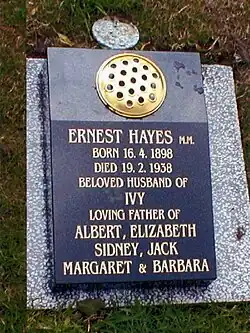 ERNEST HAYES M.M.
BORN 16. 4. 1898
DIED 19. 2. 1938
BELOVED HUSBAND OF
IVY
LOVING FATHER OF
ALBERT, ELIZABETH
SIDNEY, JACK
MARGARET & BARBARA